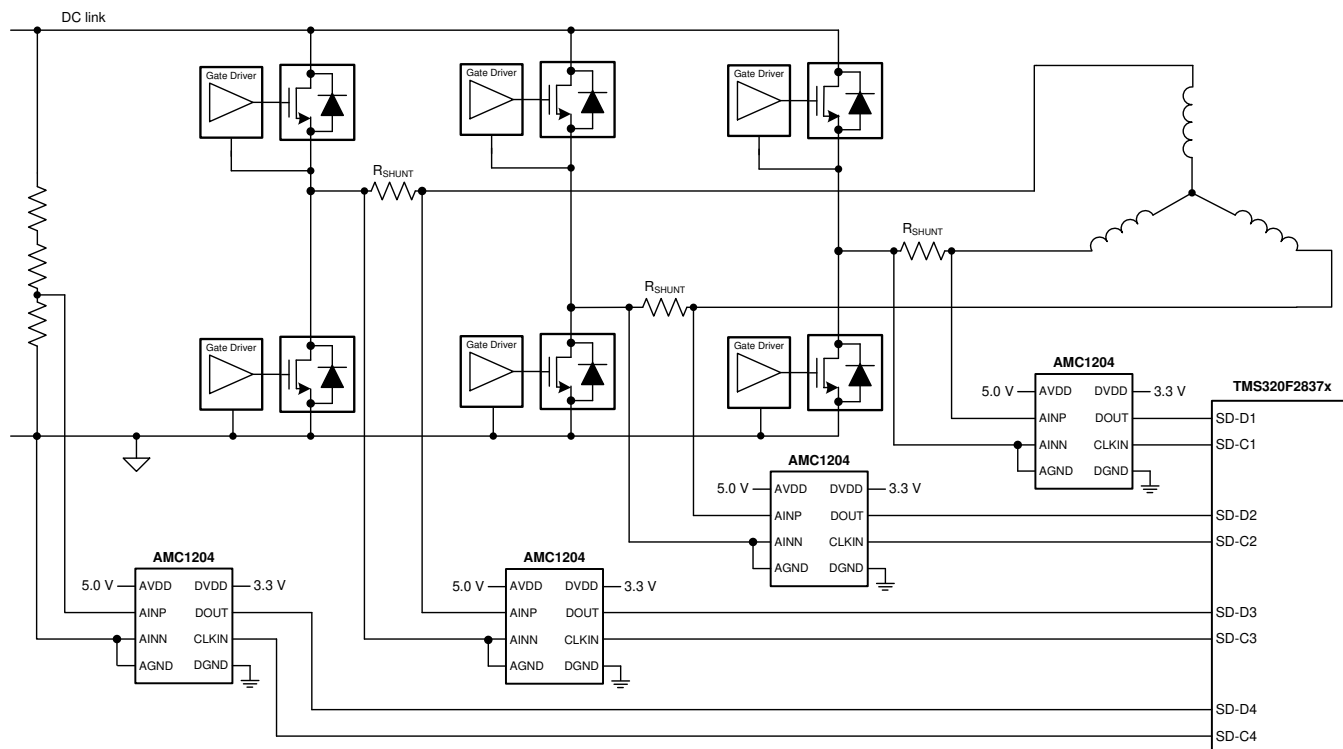 DC link
Gate Driver
Gate Driver
Gate Driver
RSHUNT
RSHUNT
RSHUNT
Gate Driver
Gate Driver
Gate Driver
AMC1204
5.0 V AVDD DVDD 3.3 V
AINP DOUT
AINN CLKIN
AGND DGND
TMS320F2837x
SD-D1
SD-C1
AMC1204
5.0 V AVDD DVDD 3.3 V
AINP DOUT
AINN CLKIN
AGND DGND
SD-D2
SD-C2
AMC1204
5.0 V AVDD DVDD 3.3 V
AINP DOUT
AINN CLKIN
AGND DGND
AMC1204
5.0 V AVDD DVDD 3.3 V
AINP DOUT
AINN CLKIN
AGND DGND
SD-D3
SD-C3
SD-D4
SD-C4